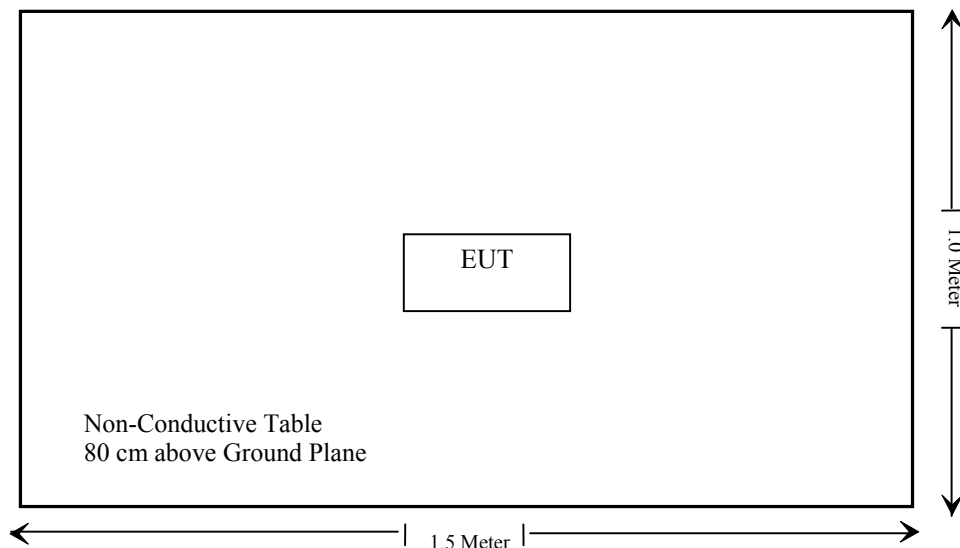 EUT
1.0 Meter
Non-Conductive Table
80 cm above Ground Plane
1.5 Meter